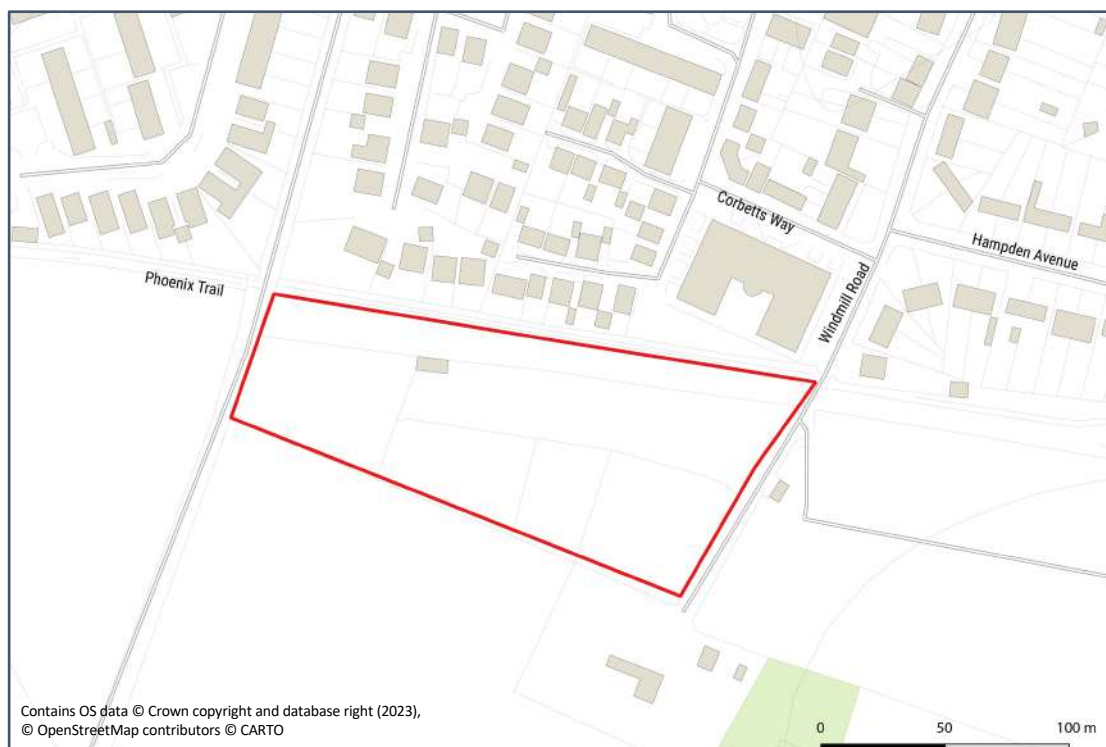 Corbetts Way
Hampden Avenue
Phoenix Trail
Windmill Road
Contains OS data © Crown copyright and database right (2023),
© OpenStreetMap contributors © CARTO
0 50 100 m